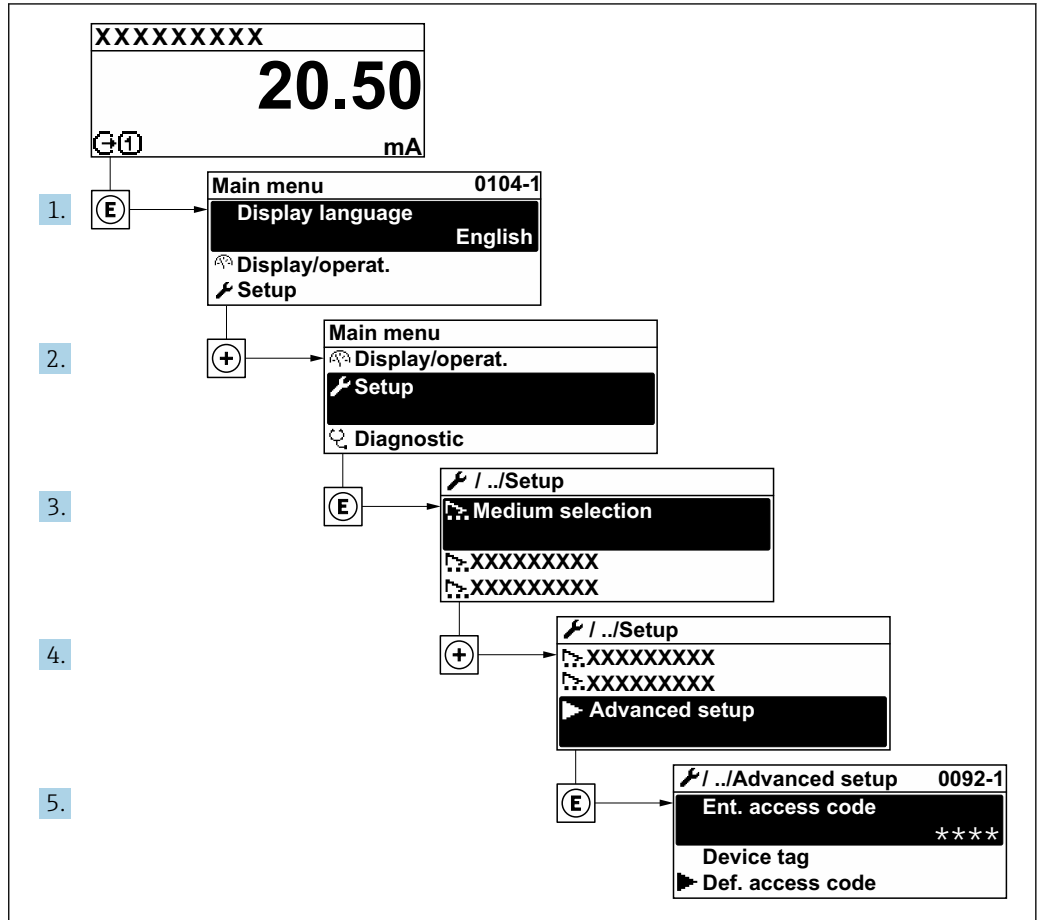 XXXXXXXXX
20.50
1 mA
1. E
Main menu 0104-1
Display language
English
Display/operat.
Setup
2. +
Main menu
Display/operat.
Setup
Diagnostic
3. E
/ ../Setup
Medium selection
XXXXXXXXX
XXXXXXXXX
4. +
/ ../Setup
XXXXXXXXX
XXXXXXXXX
Advanced setup
5. E
/ ../Advanced setup 0092-1
Ent. access code
****
Device tag
Def. access code